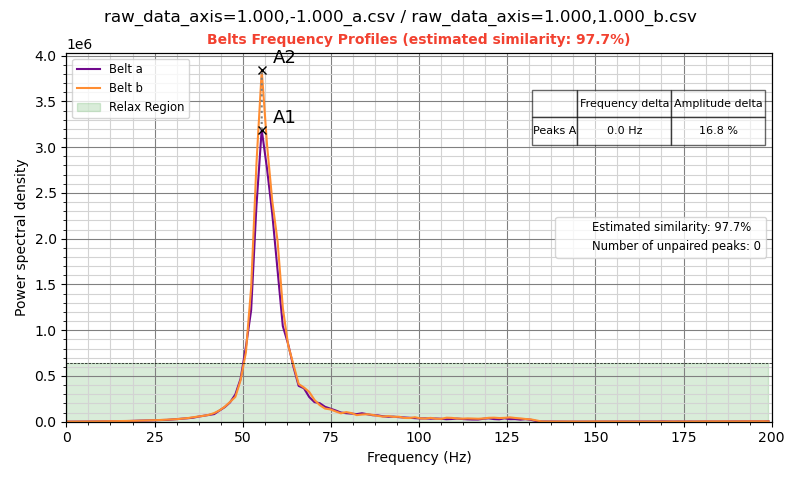 raw_data_axis=1.000,-1.000_a.csv / raw_data_axis=1.000,1.000_b.csv
Belts Frequency Profiles (estimated similarity: 97.7%)
1e6
Belt a
Belt b
Relax Region
A2
A1
Frequency delta Amplitude delta
Peaks A 0.0 Hz 16.8 %
Estimated similarity: 97.7%
Number of unpaired peaks: 0
Power spectral density
4.0
3.5
3.0
2.5
2.0
1.5
1.0
0.5
0.0
0 25 50 75 100 125 150 175 200
Frequency (Hz)